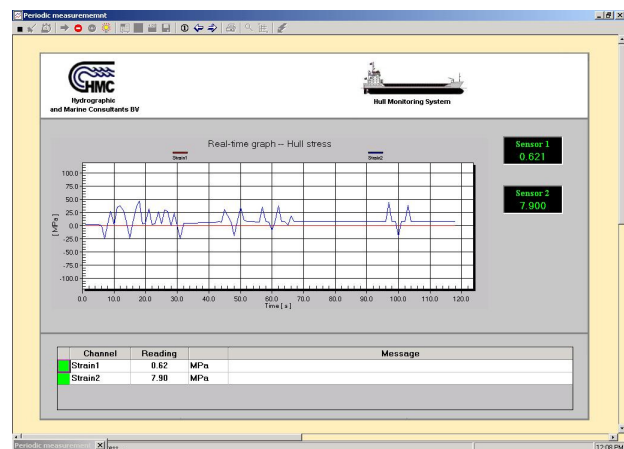 Periodic measurememnt
HMC
Hydrographic
and Marine Consultants BV
Hull Monitoring System
Real-time graph -- Hull stress
Strain1
Strain2
Sensor 1
0.621
Sensor 2
7.900
[ MPa ]
100.0
75.0
50.0
25.0
0.0
-25.0
-50.0
-75.0
-100.0
0.0 10.0 20.0 30.0 40.0 50.0 60.0 70.0 80.0 90.0 100.0 110.0 120.0
Time [ s ]
Channel Reading Message
Strain1 0.62 MPa
Strain2 7.90 MPa
Periodic measurememnt
12:08 PM